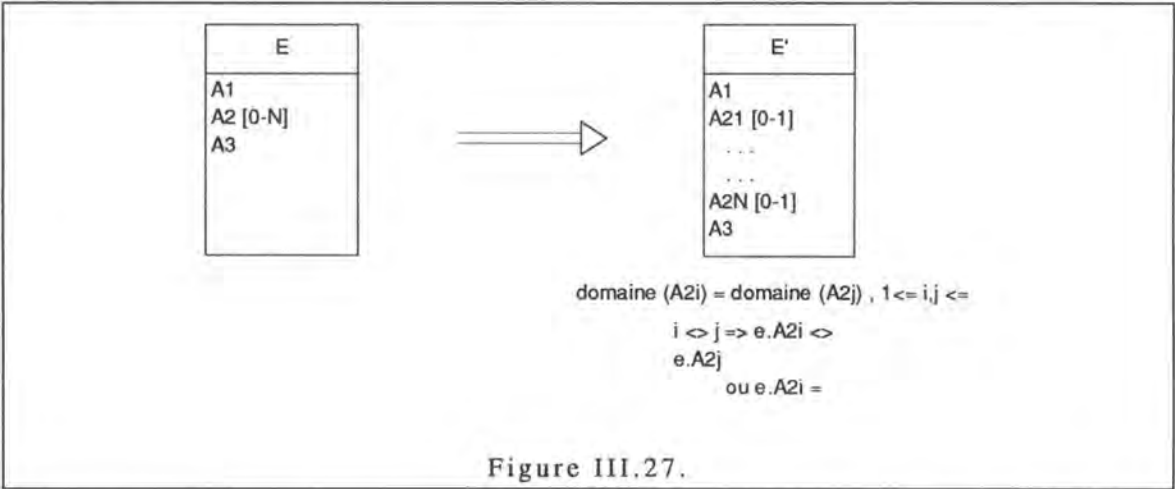 E
A1
A2 [0-N]
A3
E'
A1
A21 [0-1]
. . .
. . .
A2N [0-1]
A3
domaine (A2i) = domaine (A2j) , 1<= i,j <=
i <> j => e.A2i <>
e.A2j
ou e.A2i =
Figure III.27.